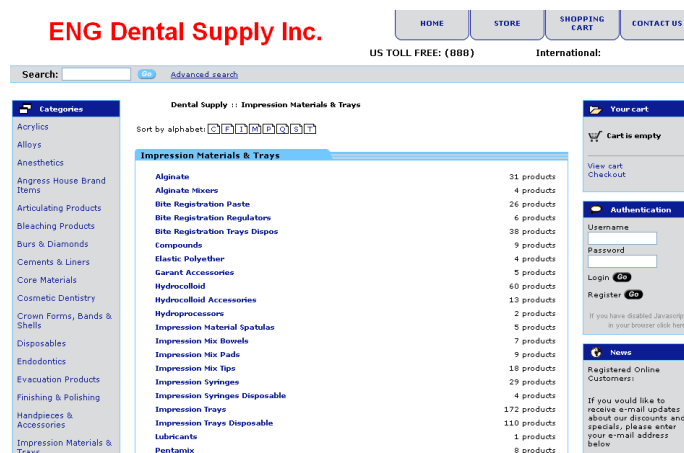 ENG Dental Supply Inc.
HOME
STORE
SHOPPING
CART
CONTACT US
US TOLL FREE: (888)
International:
Search:
Go
Advanced search
Categories
Acrylics
Alloys
Anesthetics
Angress House Brand
Items
Articulating Products
Bleaching Products
Burs & Diamonds
Cements & Liners
Core Materials
Cosmetic Dentistry
Crown Forms, Bands &
Shells
Disposables
Endodontics
Evacuation Products
Finishing & Polishing
Handpieces &
Accessories
Impression Materials &
Trays
Dental Supply :: Impression Materials & Trays
Sort by alphabet: C F I M P Q S T
Impression Materials & Trays
Alginate 31 products
Alginate Mixers 4 products
Bite Registration Paste 26 products
Bite Registration Regulators 6 products
Bite Registration Trays Dispos 38 products
Compounds 9 products
Elastic Polyether 4 products
Garant Accessories 5 products
Hydrocolloid 60 products
Hydrocolloid Accessories 13 products
Hydroprocessors 2 products
Impression Material Spatulas 5 products
Impression Mix Bowels 7 products
Impression Mix Pads 9 products
Impression Mix Tips 18 products
Impression Syringes 29 products
Impression Syringes Disposable 4 products
Impression Trays 172 products
Impression Trays Disposable 110 products
Lubricants 1 products
Pentamix 8 products
Your cart
Cart is empty
View cart
Checkout
Authentication
Username
Password
Login Go
Register Go
If you have disabled Javascrip
in your browser click here
News
Registered Online
Customers:
If you would like to
receive e-mail updates
about our discounts and
specials, please enter
your e-mail address
below